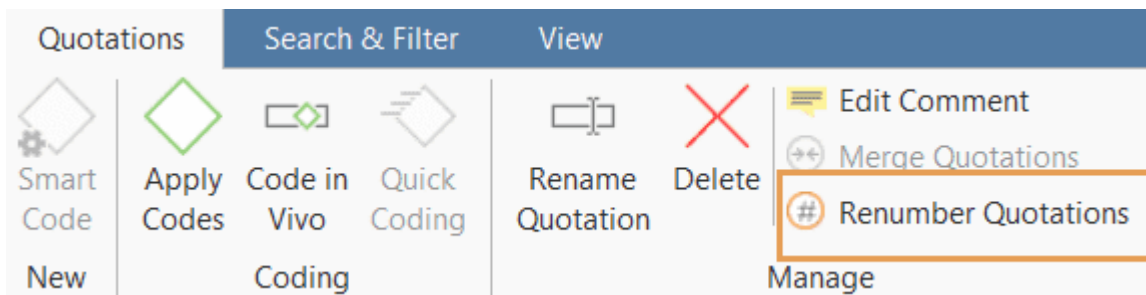 Quotations Search & Filter View
Smart Code
Apply Codes
Code in Vivo
Quick Coding
Rename Quotation
Delete
Edit Comment
Merge Quotations
# Renumber Quotations
New Coding Manage